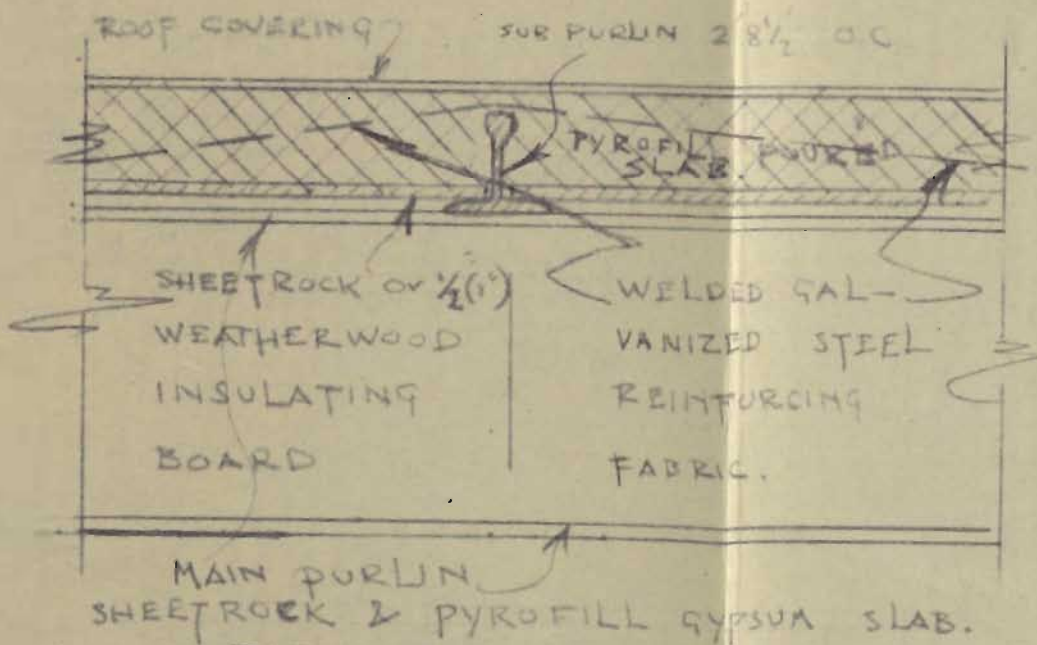 ROOF COVERING
SUB PURLIN 2 8½ O.C
PYROFILL POURED
SLAB.
SHEETROCK or ½(1")
WEATHERWOOD
INSULATING
BOARD
WELDED GAL-
VANIZED STEEL
REINFURCING
FABRIC.
MAIN PURLIN
SHEETROCK & PYROFILL GYPSUM SLAB.